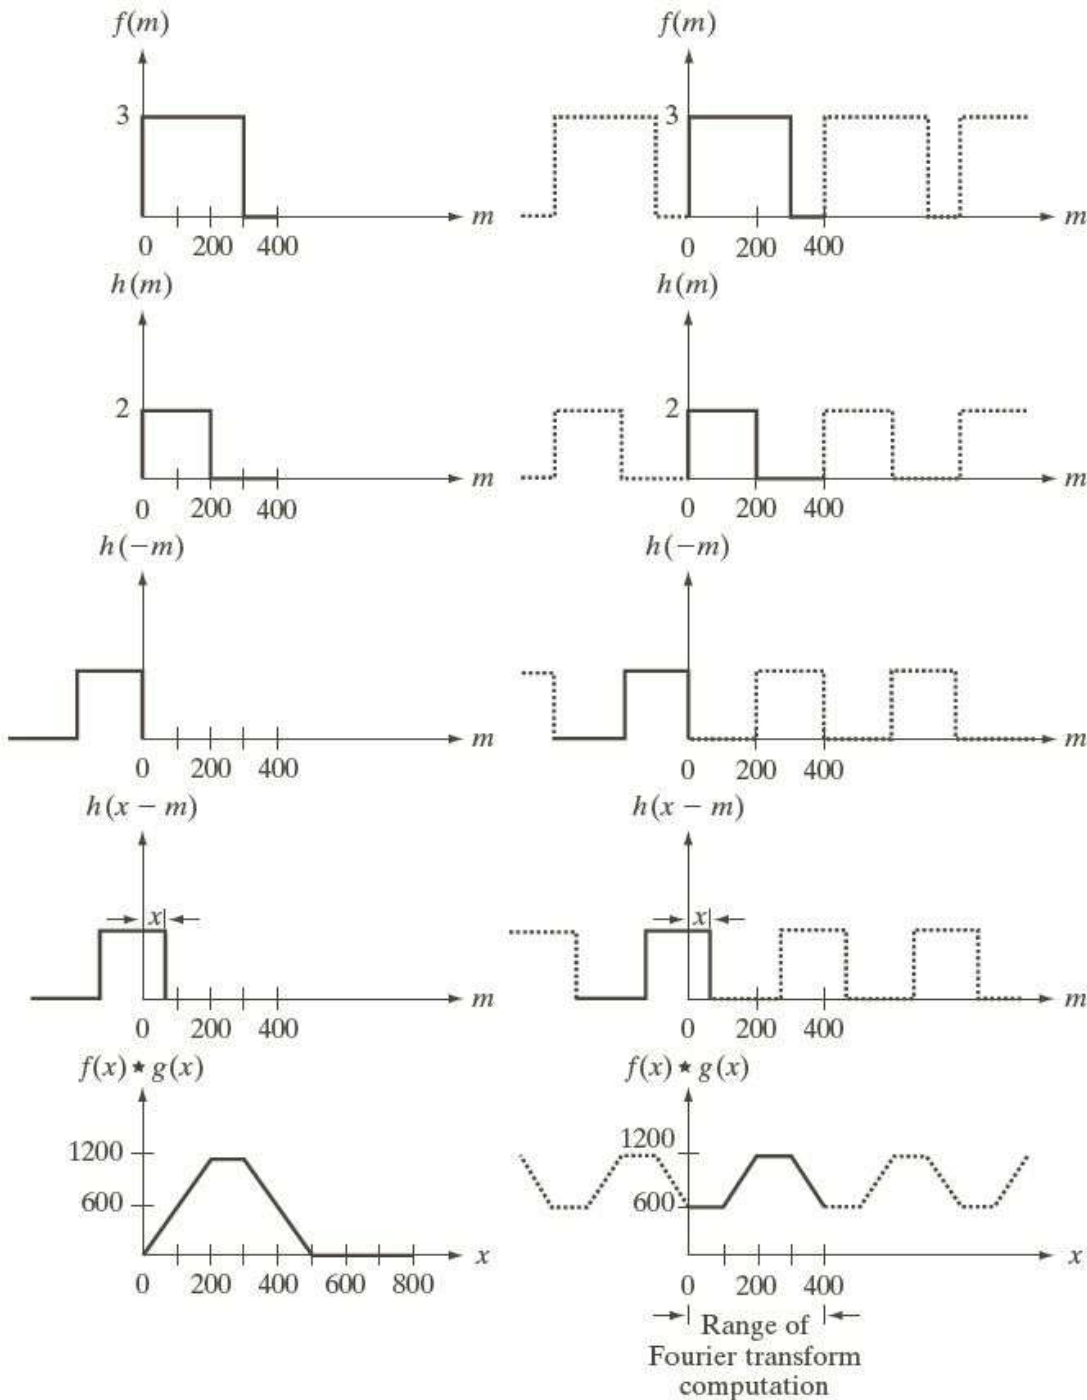 f(m)
3
0 200 400
m
f(m)
3
0 200 400
m
h(m)
2
0 200 400
m
h(m)
2
0 200 400
m
h(−m)
0 200 400
m
h(−m)
0 200 400
m
h(x − m)
x
0 200 400
m
h(x − m)
x
0 200 400
m
f(x) ★ g(x)
1200
600
0 200 400 600 800
x
f(x) ★ g(x)
1200
600
0 200 400
x
Range of
Fourier transform
computation